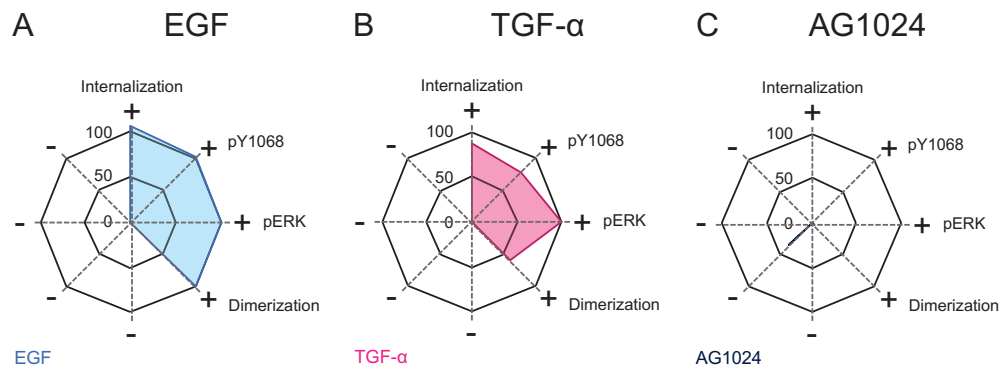 A EGF
Internalization
+
100
- + pY1068
50
- 0 + pERK
- + Dimerization
-
EGF
B TGF-α
Internalization
+
100
- + pY1068
50
- 0 + pERK
- + Dimerization
-
TGF-α
C AG1024
Internalization
+
100
- + pY1068
50
- 0 + pERK
- + Dimerization
-
AG1024